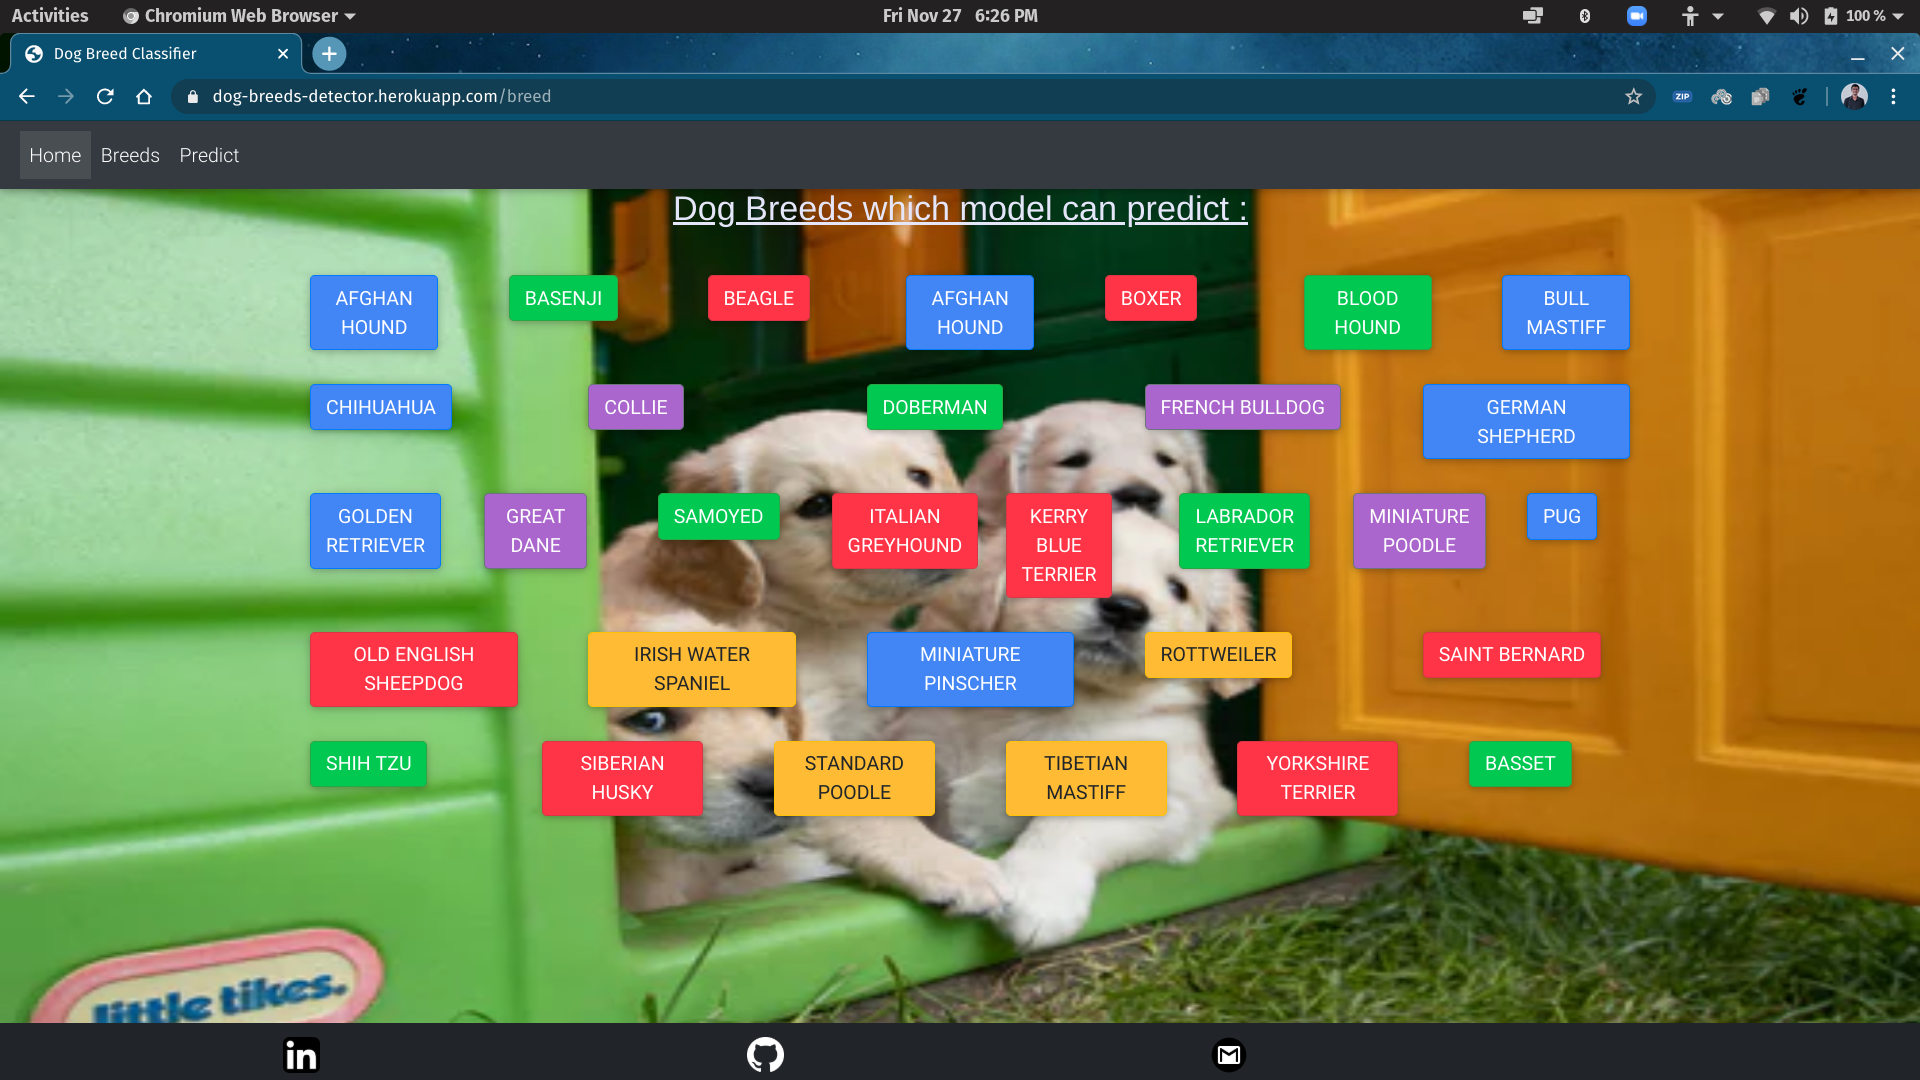 Activities Chromium Web Browser Fri Nov 27 6:26 PM 100 %
Dog Breed Classifier
dog-breeds-detector.herokuapp.com/breed ZIP
Home Breeds Predict
Dog Breeds which model can predict :
AFGHAN
HOUND
BASENJI
BEAGLE
AFGHAN
HOUND
BOXER
BLOOD
HOUND
BULL
MASTIFF
CHIHUAHUA
COLLIE
DOBERMAN
FRENCH BULLDOG
GERMAN
SHEPHERD
GOLDEN
RETRIEVER
GREAT
DANE
SAMOYED
ITALIAN
GREYHOUND
KERRY
BLUE
TERRIER
LABRADOR
RETRIEVER
MINIATURE
POODLE
PUG
OLD ENGLISH
SHEEPDOG
IRISH WATER
SPANIEL
MINIATURE
PINSCHER
ROTTWEILER
SAINT BERNARD
SHIH TZU
SIBERIAN
HUSKY
STANDARD
POODLE
TIBETIAN
MASTIFF
YORKSHIRE
TERRIER
BASSET
little tikes.
in